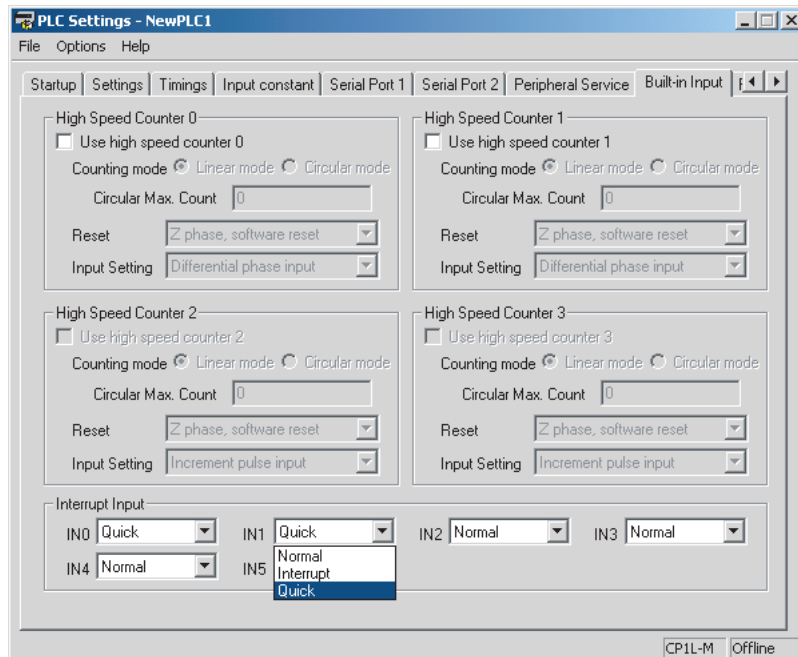 PLC Settings - NewPLC1
File Options Help
Startup Settings Timings Input constant Serial Port 1 Serial Port 2 Peripheral Service Built-in Input
High Speed Counter 0
Use high speed counter 0
Counting mode Linear mode Circular mode
Circular Max. Count 0
Reset Z phase, software reset
Input Setting Differential phase input
High Speed Counter 1
Use high speed counter 1
Counting mode Linear mode Circular mode
Circular Max. Count 0
Reset Z phase, software reset
Input Setting Differential phase input
High Speed Counter 2
Use high speed counter 2
Counting mode Linear mode Circular mode
Circular Max. Count 0
Reset Z phase, software reset
Input Setting Increment pulse input
High Speed Counter 3
Use high speed counter 3
Counting mode Linear mode Circular mode
Circular Max. Count 0
Reset Z phase, software reset
Input Setting Increment pulse input
Interrupt Input
IN0 Quick IN1 Quick IN2 Normal IN3 Normal
Normal
IN4 Normal IN5 Interrupt
Quick
CP1L-M Offline